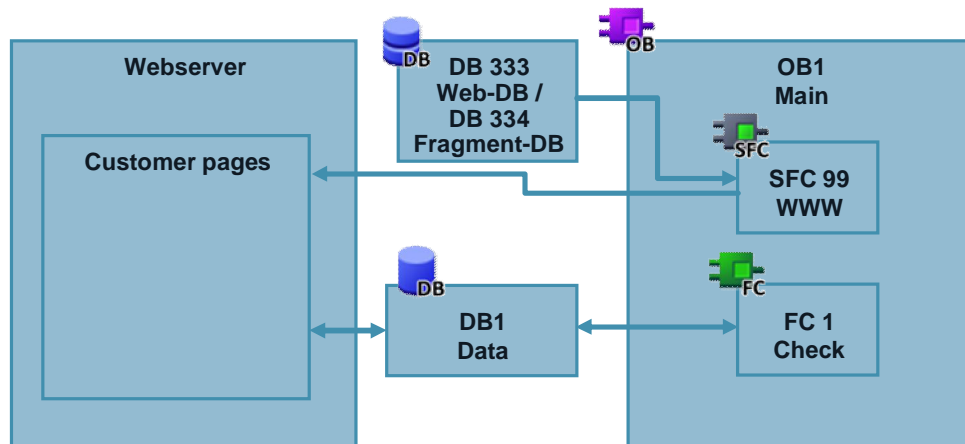 Webserver
Customer pages
DB
DB 333
Web-DB /
DB 334
Fragment-DB
DB
DB1
Data
OB
OB1
Main
SFC
SFC 99
WWW
FC
FC 1
Check